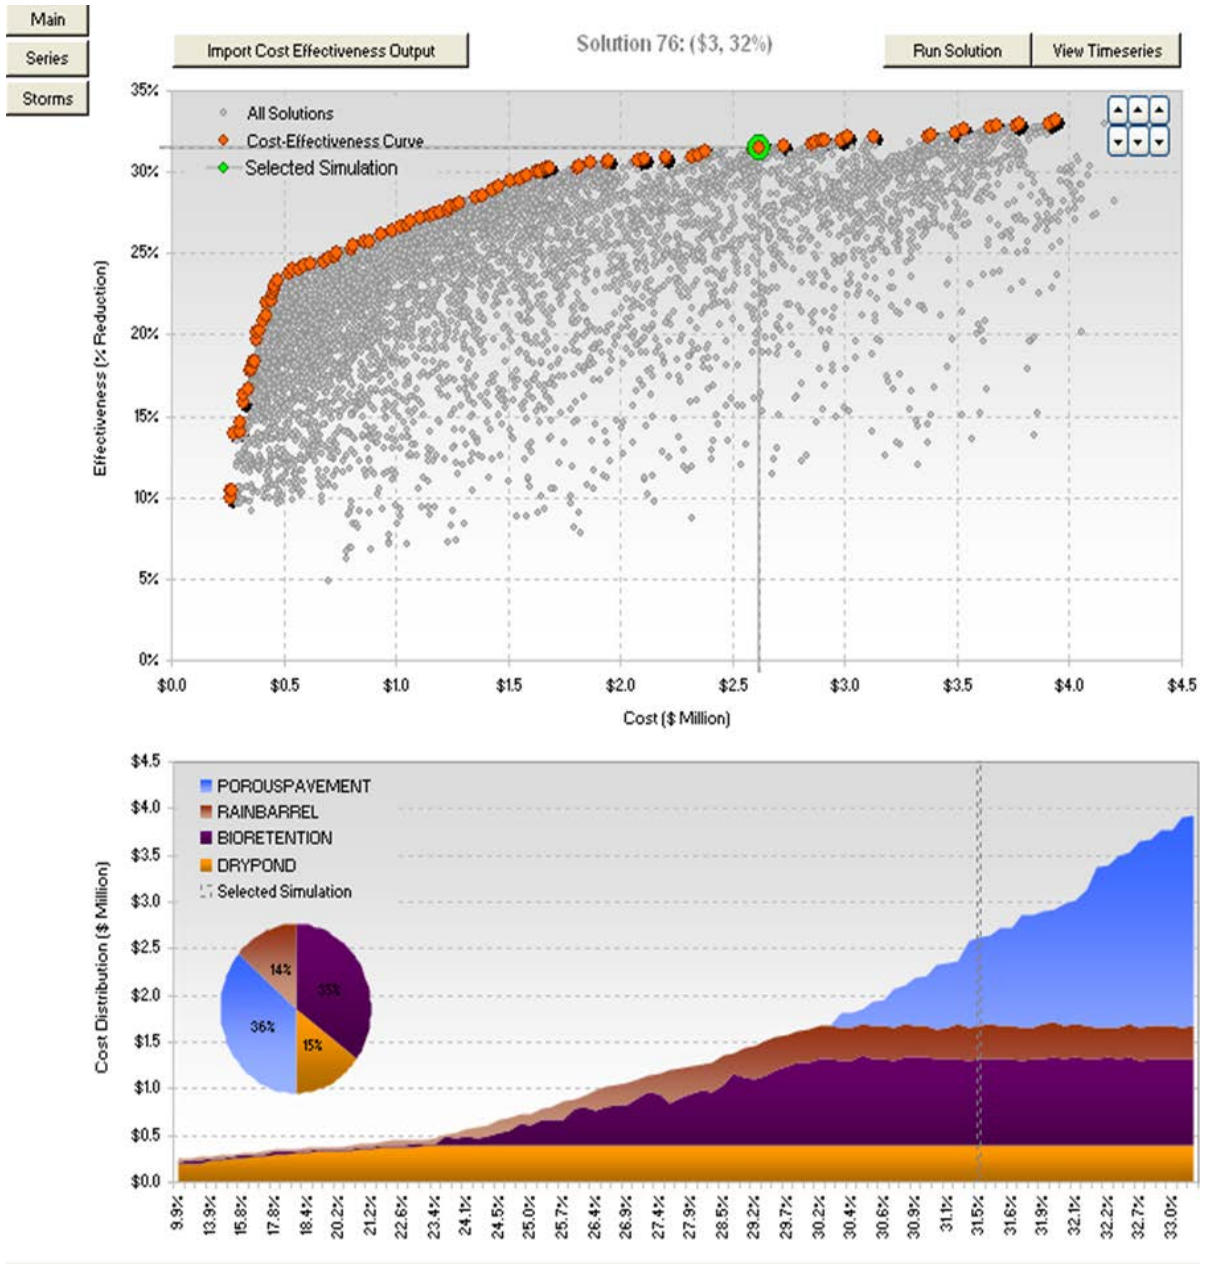 Main
Series
Storms
Import Cost Effectiveness Output
Solution 76: ($3, 32%)
Run Solution
View Timeseries
All Solutions
Cost-Effectiveness Curve
Selected Simulation
35%
30%
25%
20%
15%
10%
5%
0%
Effectiveness (% Reduction)
$0.0 $0.5 $1.0 $1.5 $2.0 $2.5 $3.0 $3.5 $4.0 $4.5
Cost ($ Million)
$4.5
$4.0
$3.5
$3.0
$2.5
$2.0
$1.5
$1.0
$0.5
$0.0
Cost Distribution ($ Million)
POROUSPAVEMENT
RAINBARREL
BIORETENTION
DRYPOND
Selected Simulation
14%
35%
36%
15%
9.9% 13.9% 15.8% 17.8% 18.4% 20.2% 21.2% 22.6% 23.4% 24.1% 24.5% 25.0% 25.7% 26.4% 26.9% 27.4% 27.9% 28.5% 29.2% 29.7% 30.2% 30.4% 30.6% 30.9% 31.1% 31.5% 31.6% 31.9% 32.1% 32.2% 32.7% 33.0%